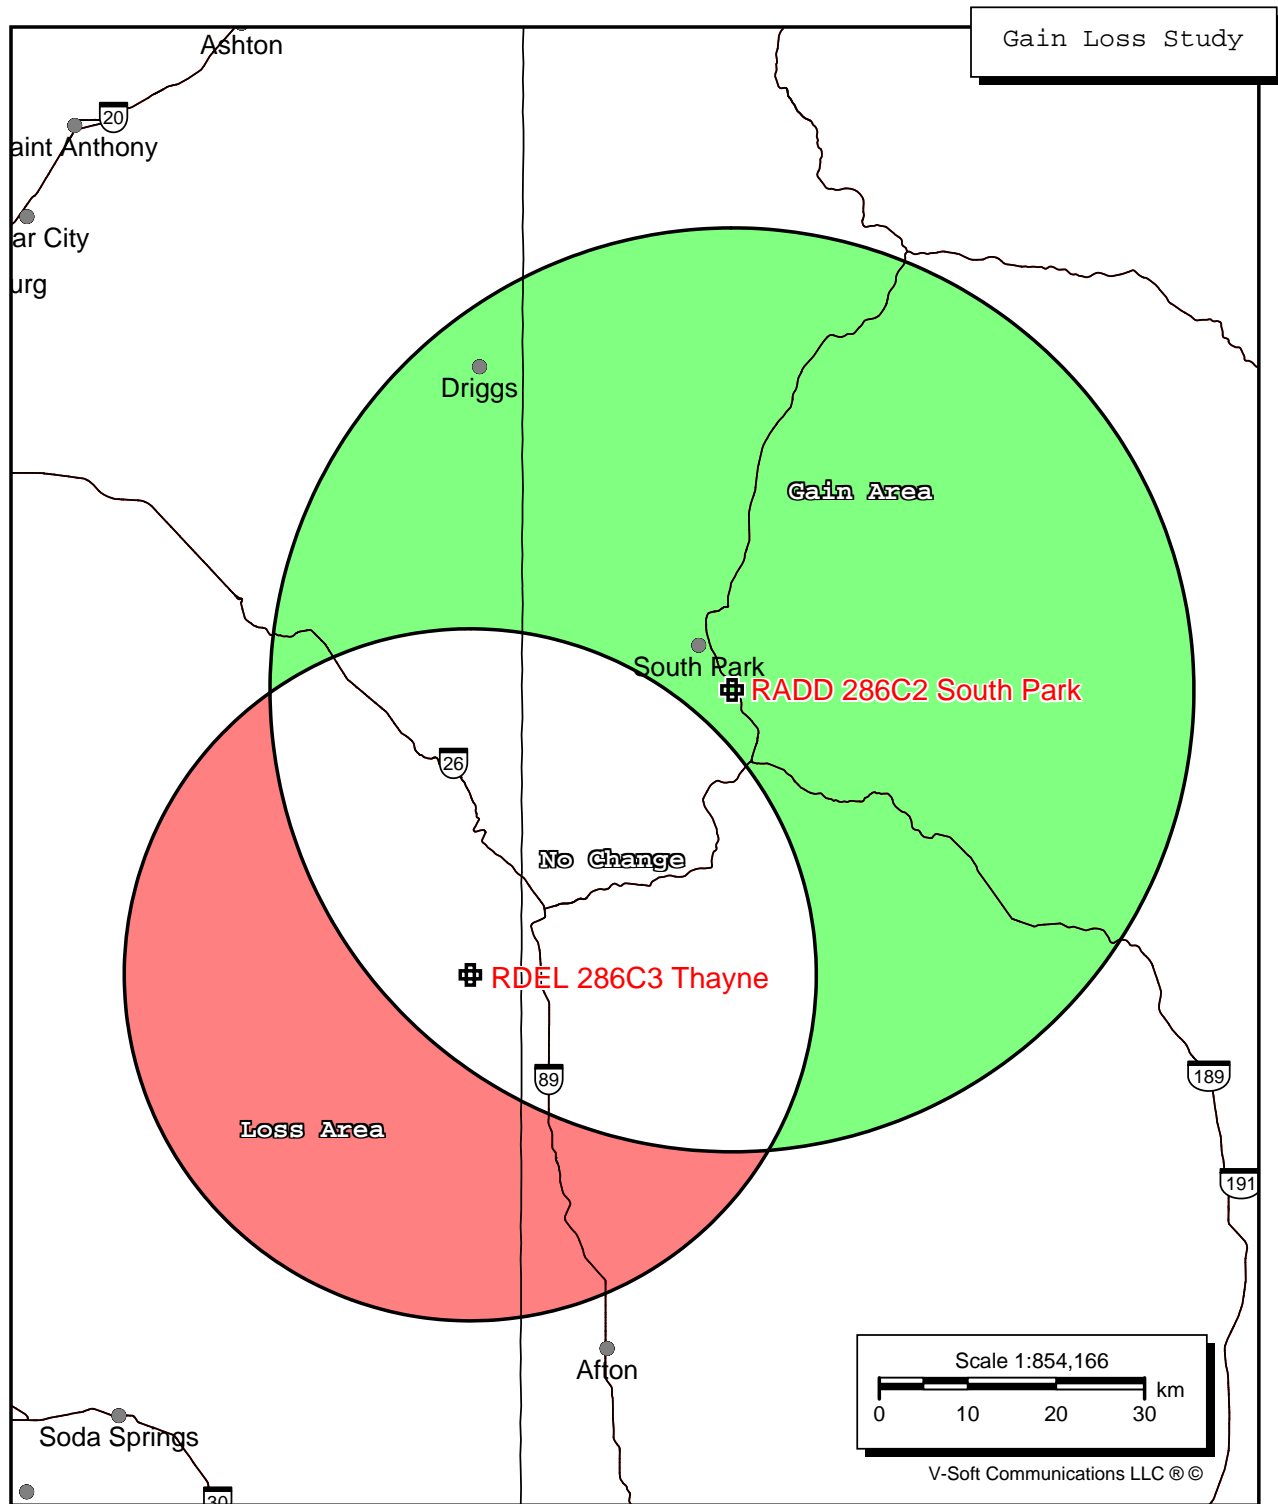 Gain Loss Study
Ashton
20
aint Anthony
ar City
urg
Driggs
Gain Area
South Park
RADD 286C2 South Park
26
No Change
RDEL 286C3 Thayne
89
189
Loss Area
191
Scale 1:854,166
km
0 10 20 30
Afton
Soda Springs
V-Soft Communications LLC ® ©
30